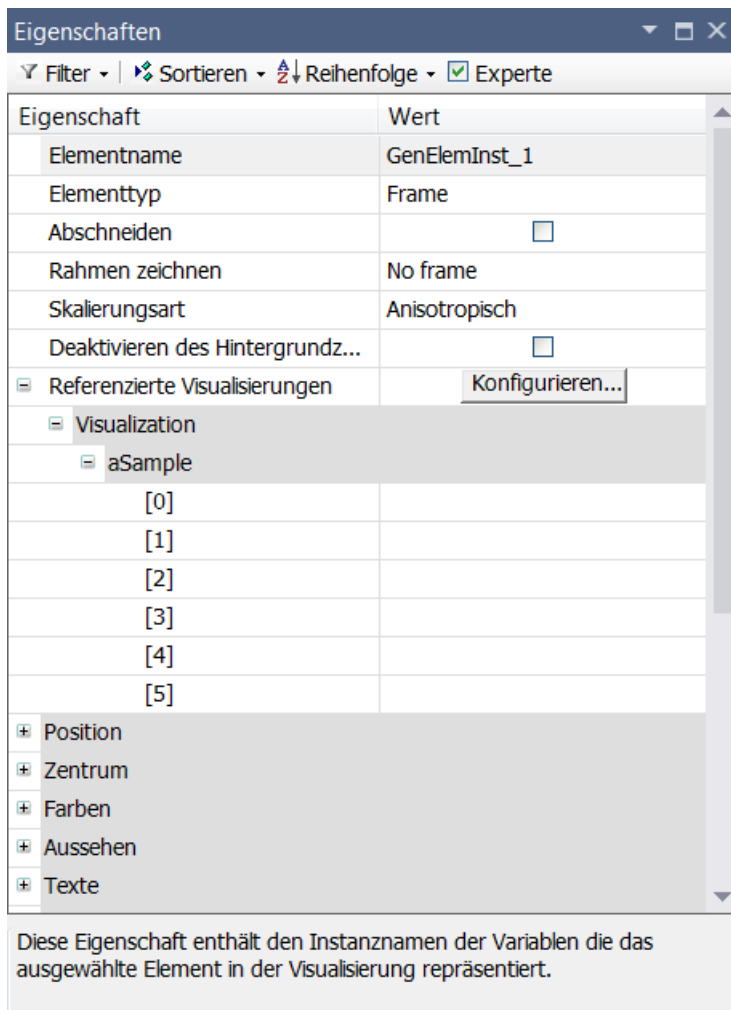 Eigenschaften
Filter Sortieren Reihenfolge Experte
Eigenschaft Wert
Elementname GenElemInst_1
Elementtyp Frame
Abschneiden
Rahmen zeichnen No frame
Skalierungsart Anisotropisch
Deaktivieren des Hintergrundz...
Referenzierte Visualisierungen Konfigurieren...
Visualization
aSample
[0]
[1]
[2]
[3]
[4]
[5]
Position
Zentrum
Farben
Aussehen
Texte
Diese Eigenschaft enthält den Instanznamen der Variablen die das
ausgewählte Element in der Visualisierung repräsentiert.